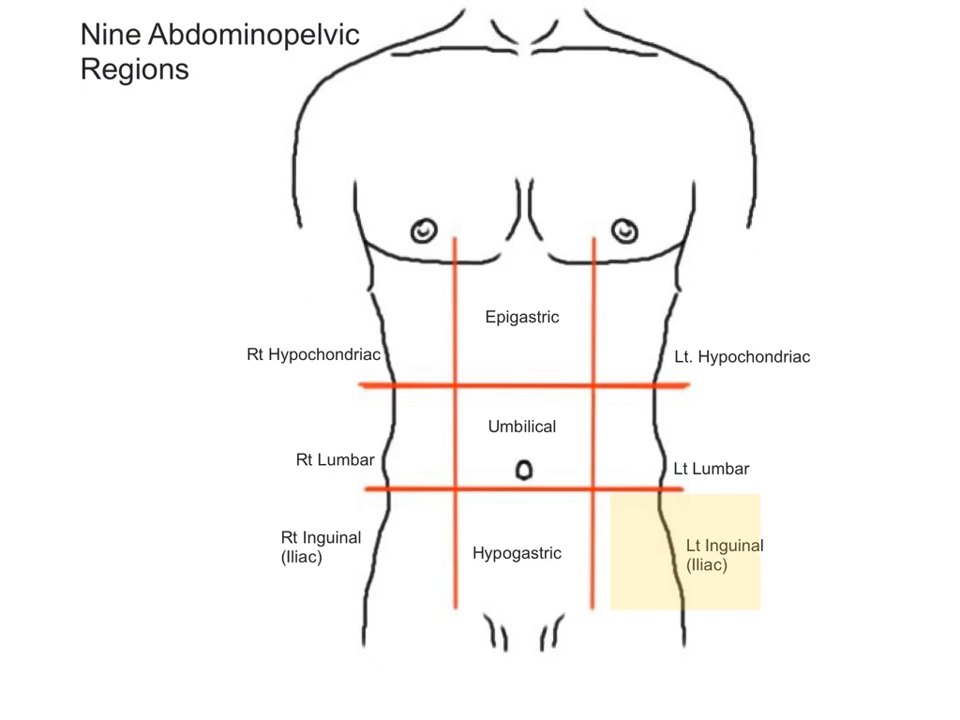 Nine Abdominopelvic
Regions
Epigastric
Rt Hypochondriac
Lt. Hypochondriac
Umbilical
Rt Lumbar
Lt Lumbar
Rt Inguinal
(Iliac)
Hypogastric
Lt Inguinal
(Iliac)